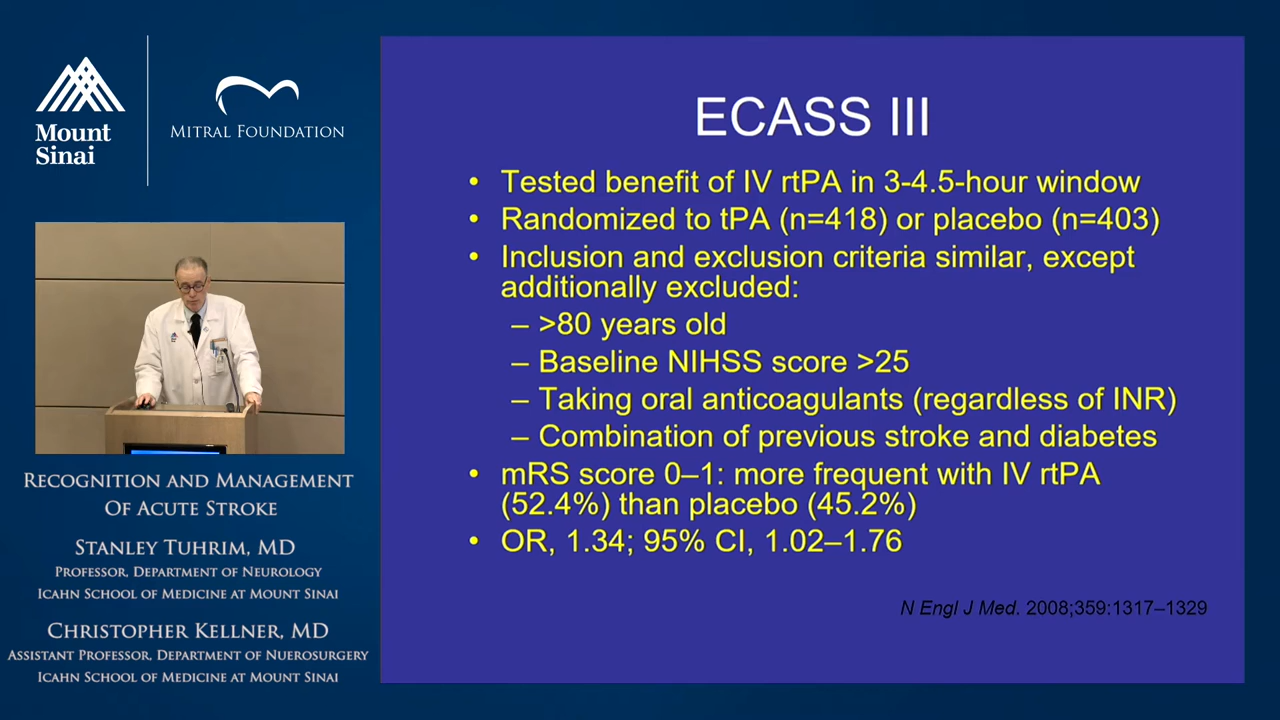 Mount
Sinai
MITRAL FOUNDATION
RECOGNITION AND MANAGEMENT
OF ACUTE STROKE
STANLEY TUHRIM, MD
PROFESSOR, DEPARTMENT OF NEUROLOGY
ICAHN SCHOOL OF MEDICINE AT MOUNT SINAI
CHRISTOPHER KELLNER, MD
ASSISTANT PROFESSOR, DEPARTMENT OF NUEROSURGERY
ICAHN SCHOOL OF MEDICINE AT MOUNT SINAI
ECASS III
• Tested benefit of IV rtPA in 3-4.5-hour window
• Randomized to tPA (n=418) or placebo (n=403)
• Inclusion and exclusion criteria similar, except
additionally excluded:
– >80 years old
– Baseline NIHSS score >25
– Taking oral anticoagulants (regardless of INR)
– Combination of previous stroke and diabetes
• mRS score 0–1: more frequent with IV rtPA
(52.4%) than placebo (45.2%)
• OR, 1.34; 95% CI, 1.02–1.76
N Engl J Med. 2008;359:1317–1329